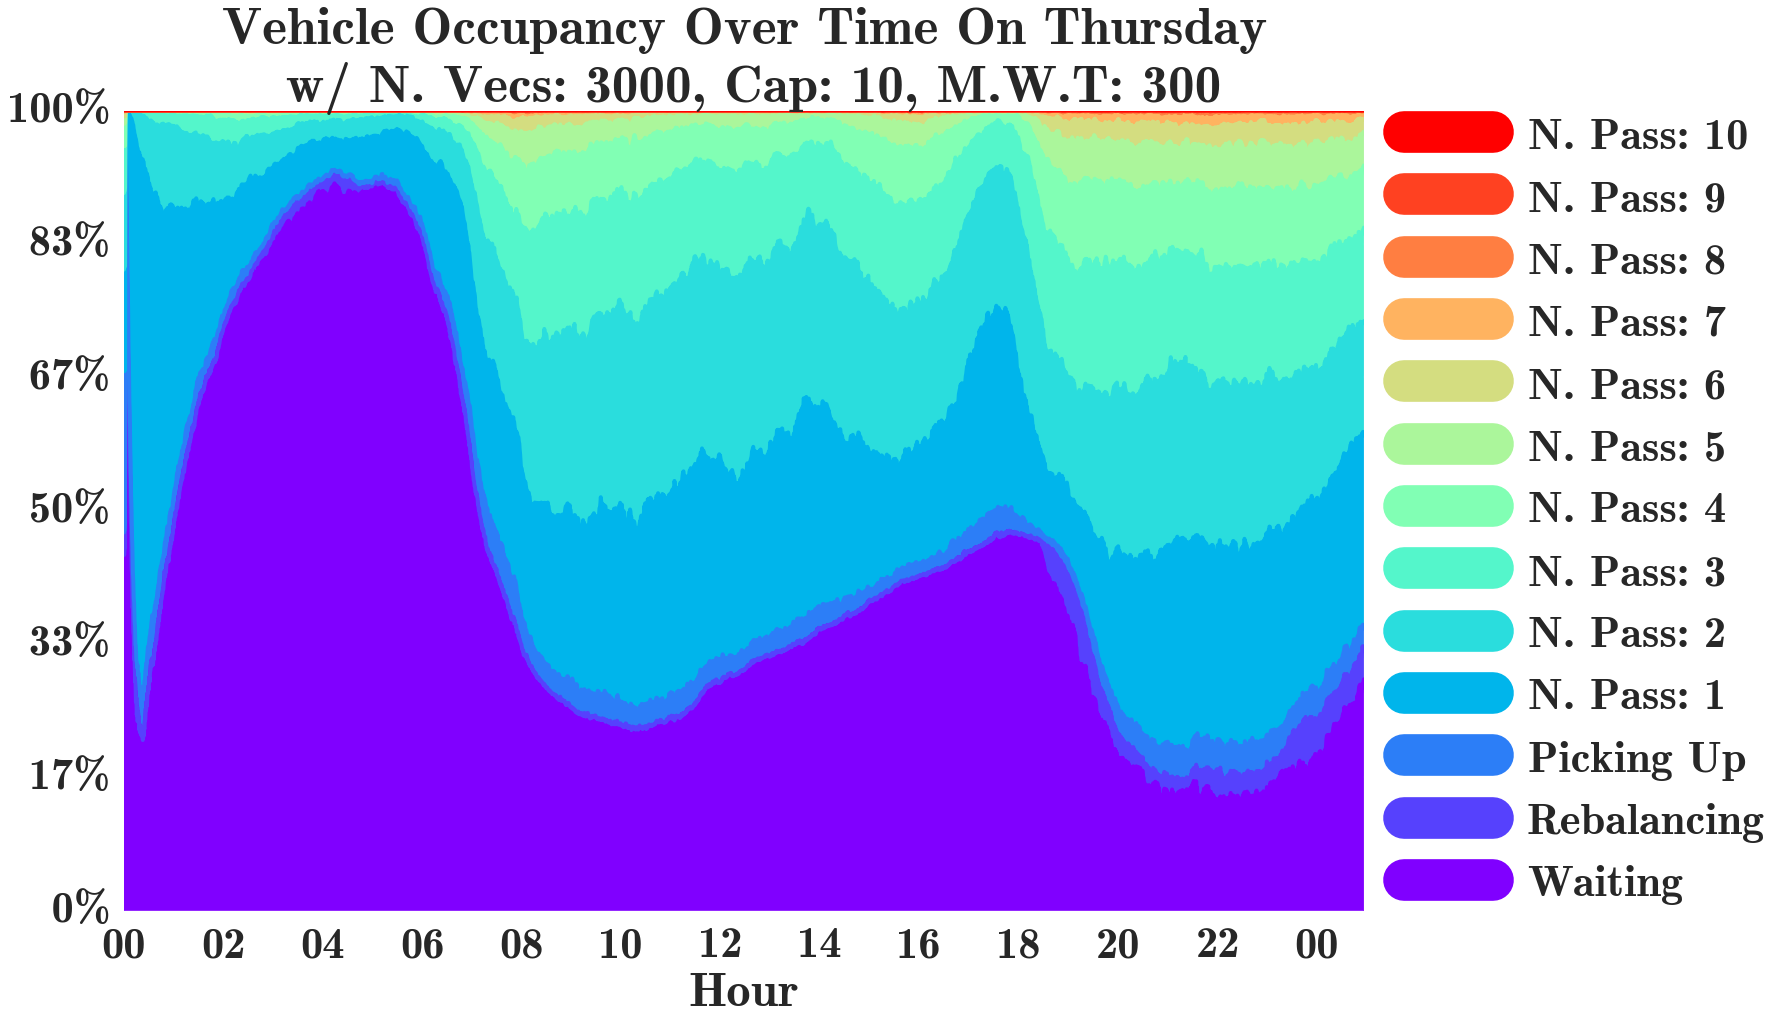 Vehicle Occupancy Over Time On Thursday
w/ N. Vecs: 3000, Cap: 10, M.W.T: 300
100%
83%
67%
50%
33%
17%
0%
00 02 04 06 08 10 12 14 16 18 20 22 00
Hour
N. Pass: 10
N. Pass: 9
N. Pass: 8
N. Pass: 7
N. Pass: 6
N. Pass: 5
N. Pass: 4
N. Pass: 3
N. Pass: 2
N. Pass: 1
Picking Up
Rebalancing
Waiting